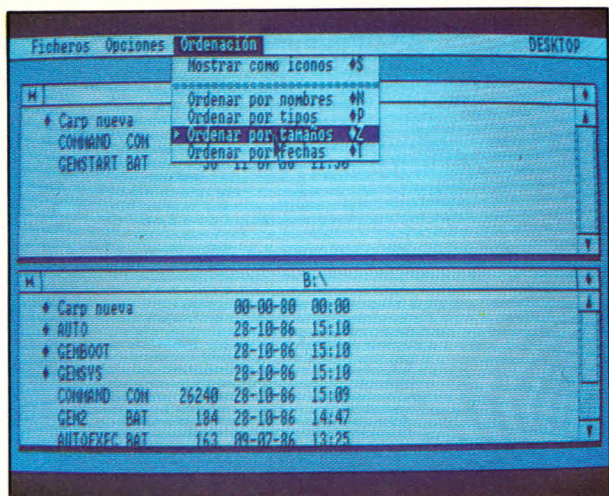 Ficheros Opciones Ordenación DESKTOP
Mostrar como iconos ♦S
Ordenar por nombres ♦N
Ordenar por tipos ♦P
Ordenar por tamaños ♦Z
Ordenar por fechas ♦T
♦ Carp nueva
COMMAND COM
GEMSTART BAT
B:\
♦ Carp nueva 00-00-80 00:00
♦ AUTO 28-10-86 15:10
♦ GEMBOOT 28-10-86 15:10
♦ GEMSYS 28-10-86 15:10
COMMAND COM 26240 28-10-86 15:09
GEM2 BAT 184 28-10-86 14:47
AUTOEXEC BAT 163 09-07-86 13:25